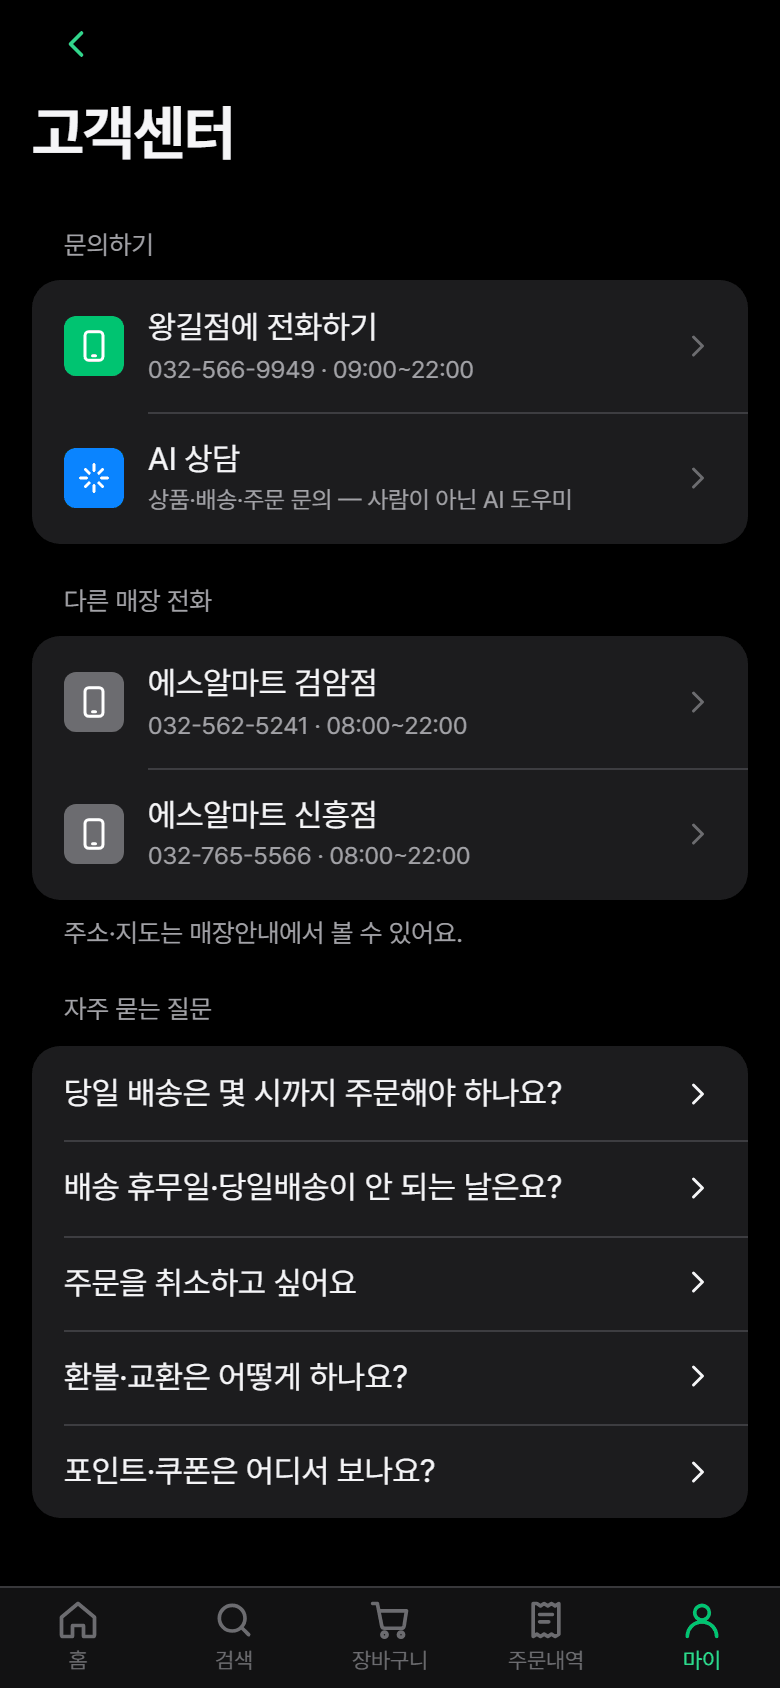 고객센터
문의하기
왕길점에 전화하기
032-566-9949 · 09:00~22:00
AI 상담
상품·배송·주문 문의 — 사람이 아닌 AI 도우미
다른 매장 전화
에스알마트 검암점
032-562-5241 · 08:00~22:00
에스알마트 신흥점
032-765-5566 · 08:00~22:00
주소·지도는 매장안내에서 볼 수 있어요.
자주 묻는 질문
당일 배송은 몇 시까지 주문해야 하나요?
배송 휴무일·당일배송이 안 되는 날은요?
주문을 취소하고 싶어요
환불·교환은 어떻게 하나요?
포인트·쿠폰은 어디서 보나요?
홈 검색 장바구니 주문내역 마이